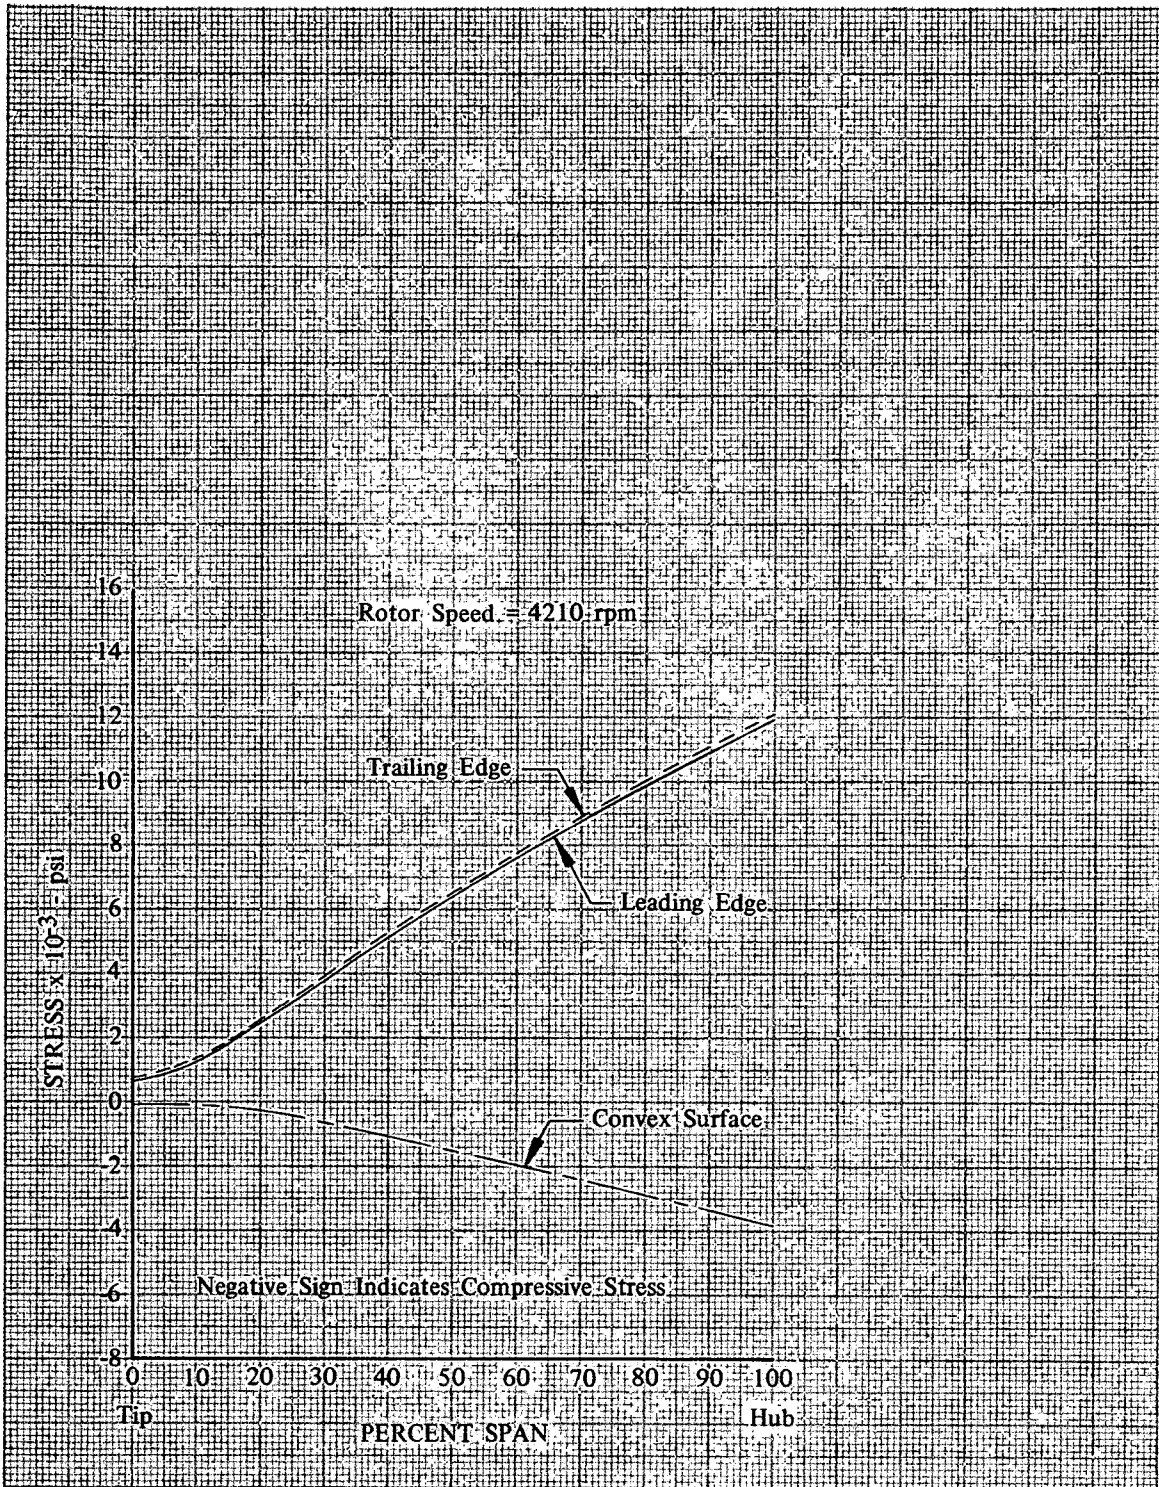 16
Rotor Speed = 4210 rpm
14
12
Trailing Edge
10
8
Leading Edge
6
4
2
0
Convex Surface
-2
-4
Negative Sign Indicates Compressive Stress
-6
-8
STRESS x 10-3 - psi
0 10 20 30 40 50 60 70 80 90 100
Tip Hub
PERCENT SPAN